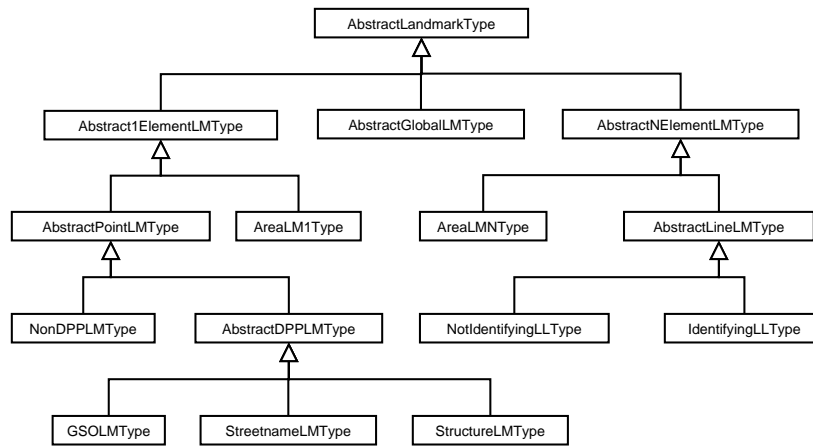 AbstractLandmarkType
Abstract1ElementLMType
AbstractGlobalLMType
AbstractNElementLMType
AbstractPointLMType
AreaLM1Type
AreaLMNType
AbstractLineLMType
NonDPPLMType
AbstractDPPLMType
NotIdentifyingLLType
IdentifyingLLType
GSOLMType
StreetnameLMType
StructureLMType